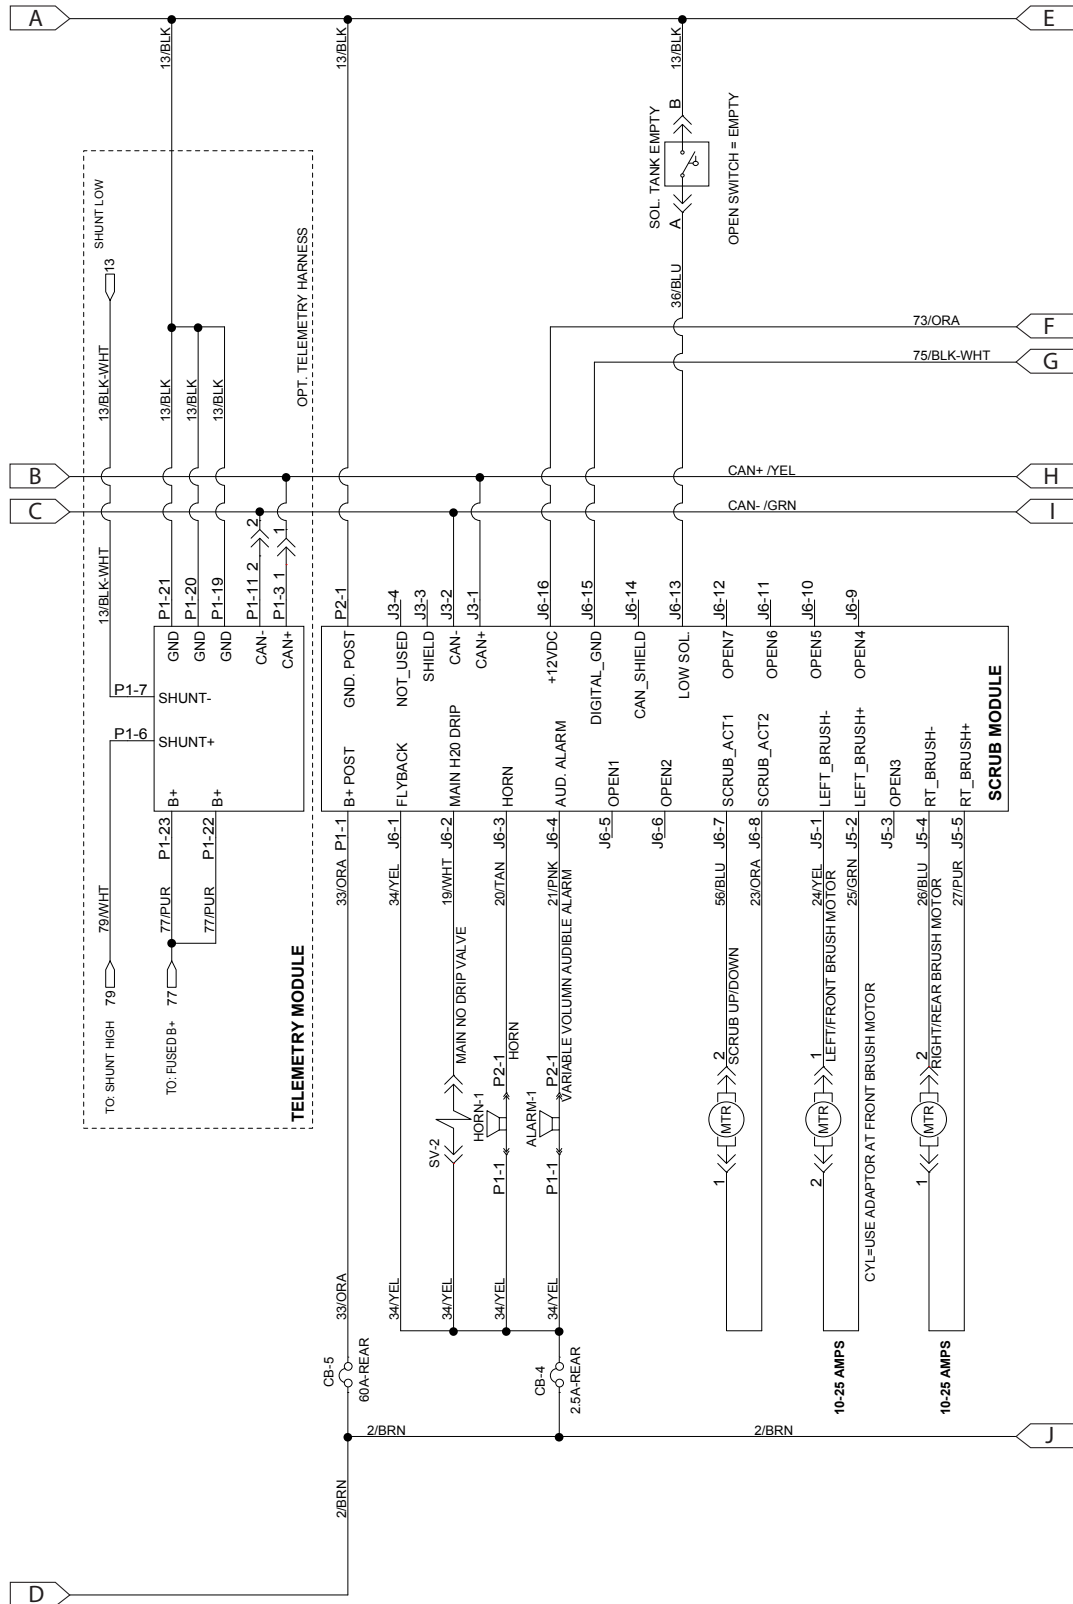 A
E
13/BLK
13/BLK
13/BLK
B
SOL. TANK EMPTY
OPEN SWITCH = EMPTY
A
36/BLU
SHUNT LOW
13
OPT. TELEMETRY HARNESS
13/BLK-WHT
13/BLK
13/BLK
13/BLK
73/ORA
F
75/BLK-WHT
G
B
CAN+ /YEL
H
C
CAN- /GRN
I
2
1
13/BLK-WHT
P1-21
P1-20
P1-19
P1-11 2
P1-3 1
P2-1
J3-4
J3-3
J3-2
J3-1
J6-16
J6-15
J6-14
J6-13
J6-12
J6-11
J6-10
J6-9
GND
GND
GND
CAN-
CAN+
GND. POST
NOT_USED
SHIELD
CAN-
CAN+
+12VDC
DIGITAL_GND
CAN_SHIELD
LOW SOL.
OPEN7
OPEN6
OPEN5
OPEN4
P1-7
SHUNT-
P1-6
SHUNT+
B+
B+
B+ POST
FLYBACK
MAIN H20 DRIP
HORN
AUD. ALARM
OPEN1
OPEN2
SCRUB_ACT1
SCRUB_ACT2
LEFT_BRUSH-
LEFT_BRUSH+
OPEN3
RT_BRUSH-
RT_BRUSH+
SCRUB MODULE
P1-23
P1-22
P1-1
J6-1
J6-2
J6-3
J6-4
J6-5
J6-6
J6-7
J6-8
J5-1
J5-2
J5-3
J5-4
J5-5
79/WHT
77/PUR
77/PUR
33/ORA
34/YEL
19/WHT
20/TAN
21/PNK
56/BLU
23/ORA
24/YEL
25/GRN
26/BLU
27/PUR
TO: SHUNT HIGH
79
TO: FUSED B+
77
TELEMETRY MODULE
MAIN NO DRIP VALVE
HORN
VARIABLE VOLUMN AUDIBLE ALARM
SCRUB UP/DOWN
LEFT/FRONT BRUSH MOTOR
RIGHT/REAR BRUSH MOTOR
P2-1
P2-1
2
1
2
SV-2
HORN-1
ALARM-1
MTR
MTR
MTR
P1-1
P1-1
1
2
1
CYL=USE ADAPTOR AT FRONT BRUSH MOTOR
33/ORA
34/YEL
34/YEL
34/YEL
34/YEL
CB-5
60A-REAR
CB-4
2.5A-REAR
10-25 AMPS
10-25 AMPS
2/BRN
2/BRN
J
2/BRN
D